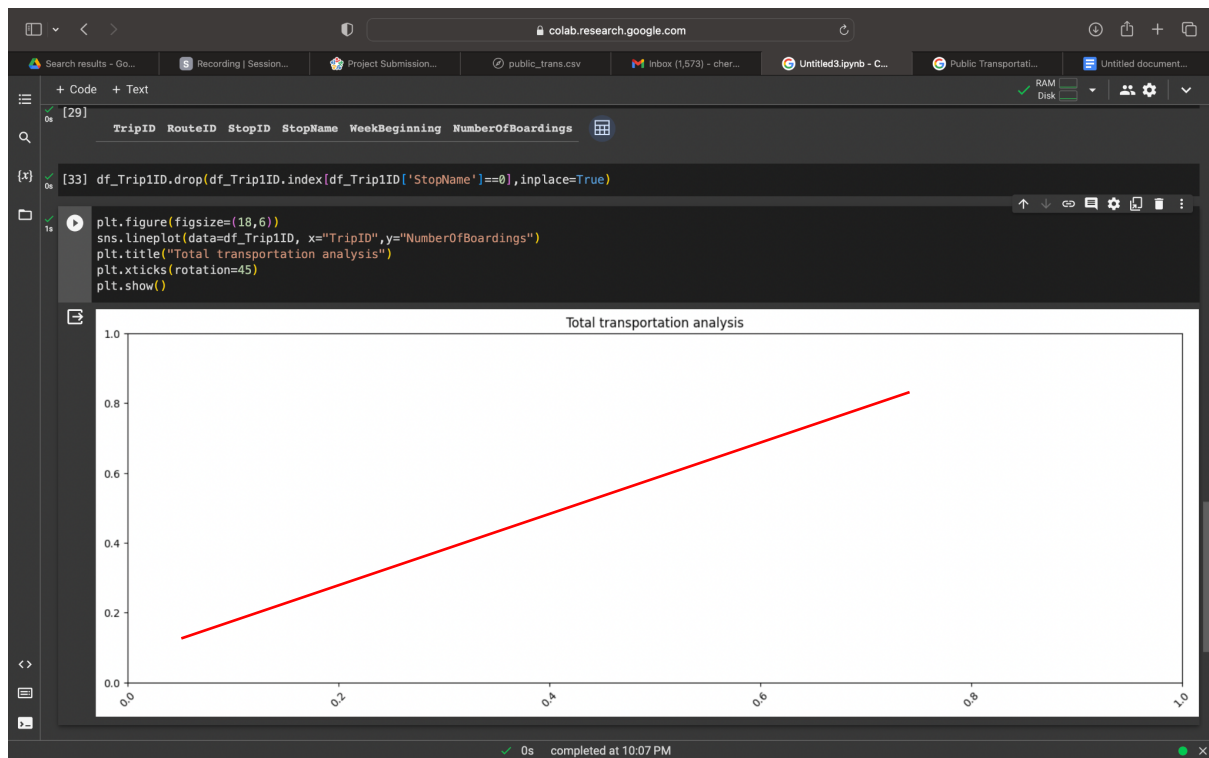 colab.research.google.com
Search results - Go...
S Recording | Session...
Project Submission...
public_trans.csv
Inbox (1,573) - cher...
Untitled3.ipynb - C...
Public Transportati...
Untitled document...
+ Code + Text
RAM
Disk
[29]
0s
TripID RouteID StopID StopName WeekBeginning NumberOfBoardings
{x}
0s
[33] df_Trip1ID.drop(df_Trip1ID.index[df_Trip1ID['StopName']==0],inplace=True)
1s
plt.figure(figsize=(18,6))
sns.lineplot(data=df_Trip1ID, x="TripID",y="NumberOfBoardings")
plt.title("Total transportation analysis")
plt.xticks(rotation=45)
plt.show()
Total transportation analysis
1.0
0.8
0.6
0.4
0.2
0.0
0.0 0.2 0.4 0.6 0.8 1.0
0s completed at 10:07 PM